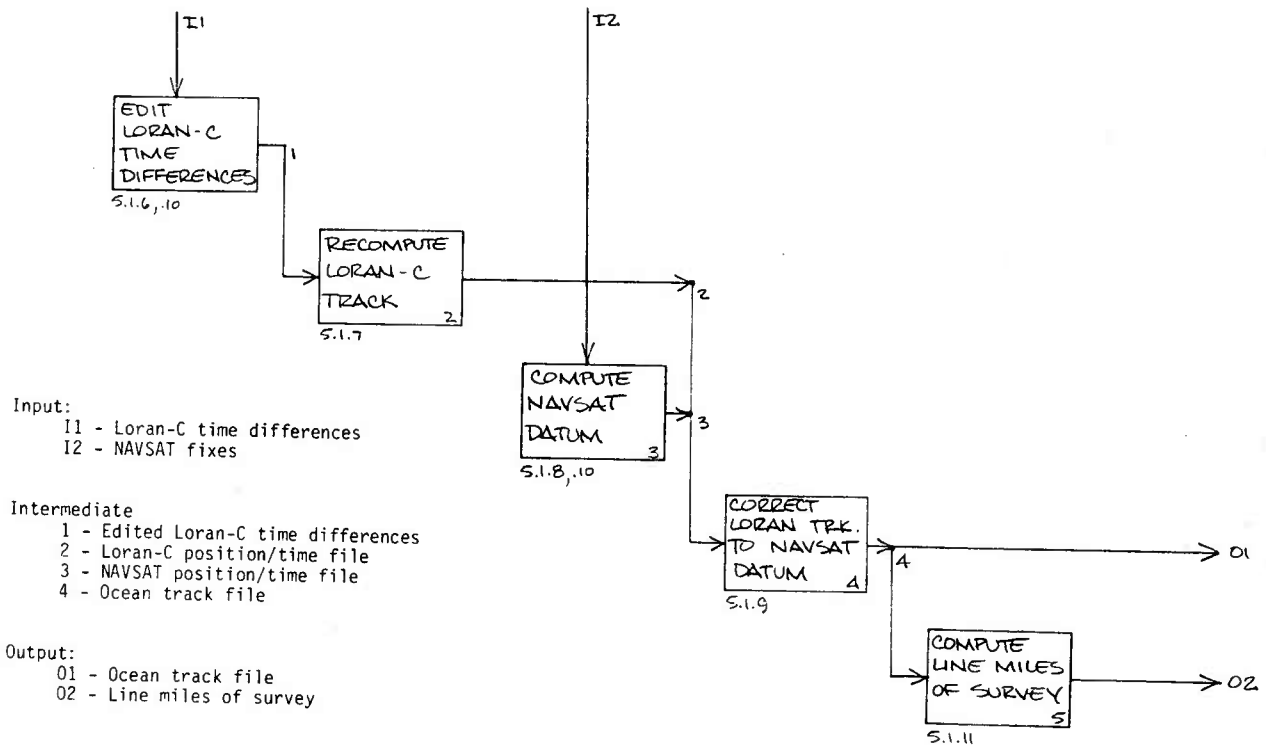 I1
I2
EDIT
LORAN-C
TIME
DIFFERENCES
1
5.1.6,.10
RECOMPUTE
LORAN-C
TRACK
2
2
5.1.7
COMPUTE
NAVSAT
DATUM
3
3
5.1.8,.10
Input:
I1 - Loran-C time differences
I2 - NAVSAT fixes
Intermediate
1 - Edited Loran-C time differences
2 - Loran-C position/time file
3 - NAVSAT position/time file
4 - Ocean track file
CORRECT
LORAN TRK.
TO NAVSAT
DATUM
4
4
O1
5.1.9
Output:
O1 - Ocean track file
O2 - Line miles of survey
COMPUTE
LINE MILES
OF SURVEY
5
O2
5.1.11